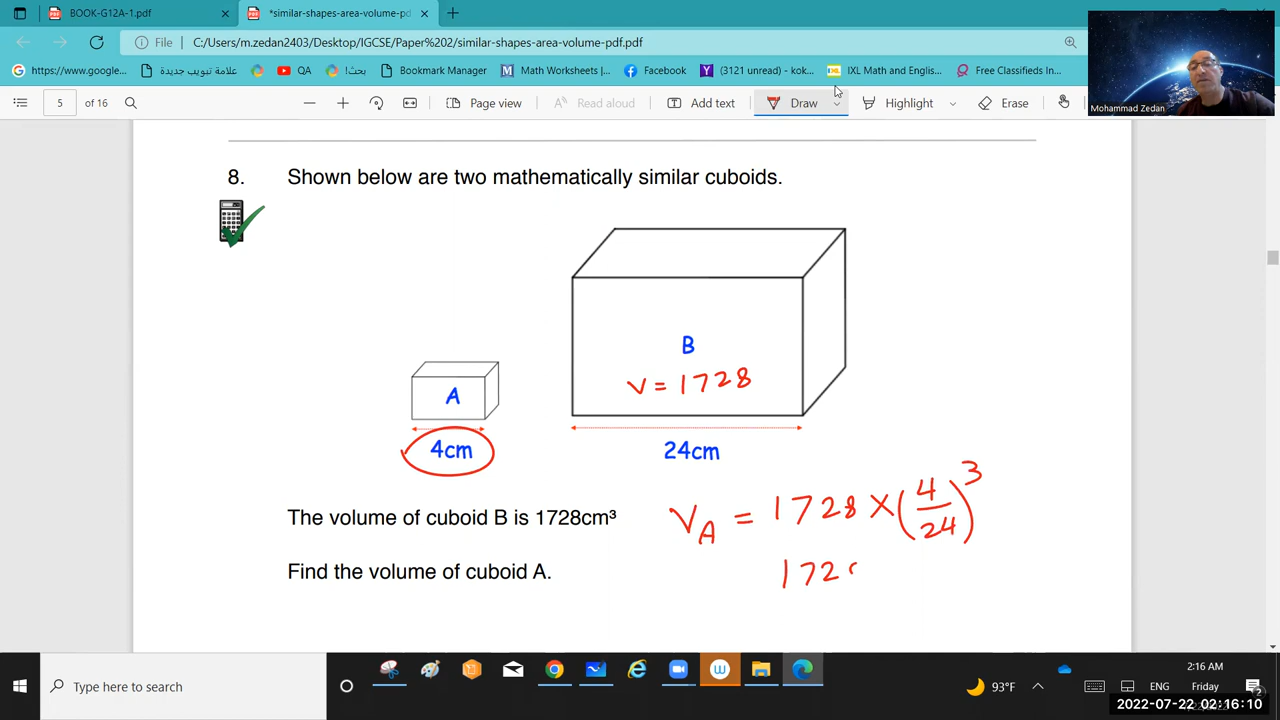 BOOK-G12A-1.pdf
*similar-shapes-area-volume-pd
File C:/Users/m.zedan2403/Desktop/IGCSE/Paper%202/similar-shapes-area-volume-pdf.pdf
https://www.google... علامة تبويب جديدة QA بحث! Bookmark Manager Math Worksheets |... Facebook (3121 unread) - kok... IXL Math and Englis... Free Classifieds In...
5 of 16 Page view Read aloud Add text Draw Highlight Erase
Mohammad Zedan
8. Shown below are two mathematically similar cuboids.
B
V = 1728
A
4cm
24cm
The volume of cuboid B is 1728cm³
V_A = 1728 × (4/24)^3
Find the volume of cuboid A.
172
Type here to search
93°F
ENG
2:16 AM
Friday
2
2022-07-22 02:16:10